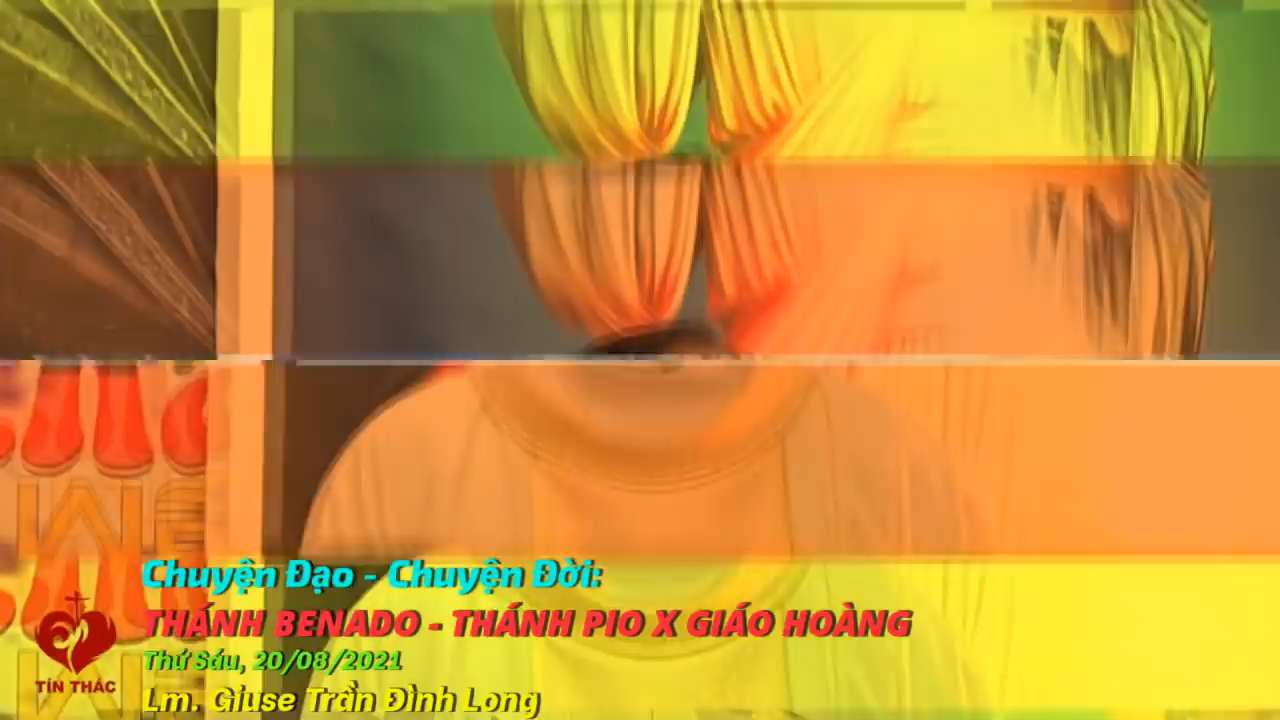 Chuyện Đạo - Chuyện Đời:
THÁNH BENADO - THÁNH PIO X GIÁO HOÀNG
Thứ Sáu, 20/08/2021
TÍN THÁC
Lm. Giuse Trần Đình Long